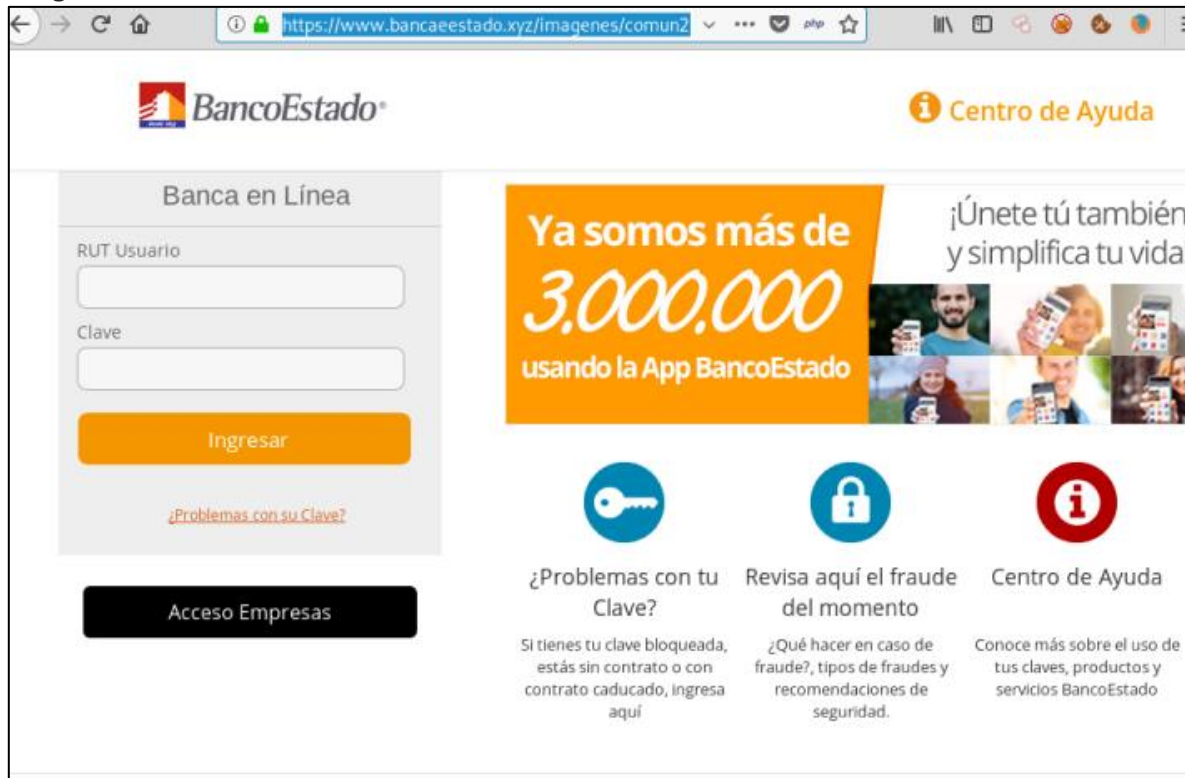 https://www.bancaeestado.xyz/imagenes/comun2
php
BancoEstado®
Centro de Ayuda
Banca en Línea
RUT Usuario
Clave
Ingresar
¿Problemas con su Clave?
Acceso Empresas
Ya somos más de
3.000.000
usando la App BancoEstado
¡Únete tú también
y simplifica tu vida
¿Problemas con tu
Clave?
Si tienes tu clave bloqueada,
estás sin contrato o con
contrato caducado, ingresa
aquí
Revisa aquí el fraude
del momento
¿Qué hacer en caso de
fraude?, tipos de fraudes y
recomendaciones de
seguridad.
Centro de Ayuda
Conoce más sobre el uso de
tus claves, productos y
servicios BancoEstado